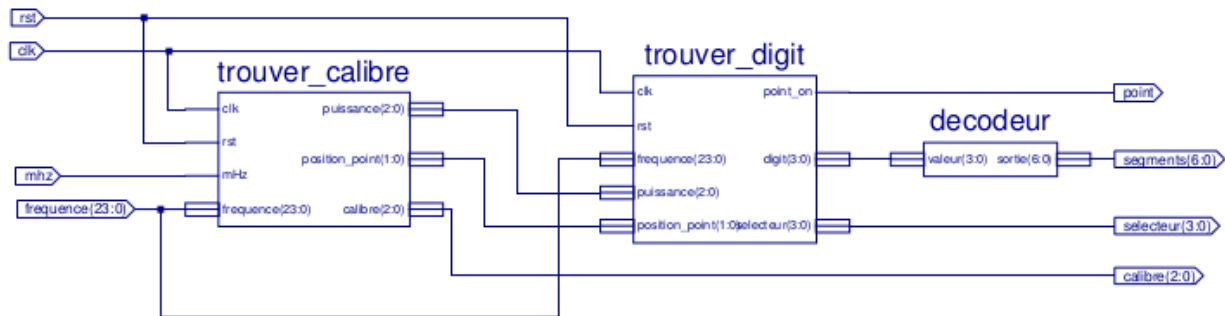 rst
clk
mhz
frequence(23:0)
trouver_calibre
clk
rst
mHz
frequence(23:0)
puissance(2:0)
position_point(1:0)
calibre(2:0)
trouver_digit
clk
rst
frequence(23:0)
puissance(2:0)
position_point(1:0)
point_on
digit(3:0)
selecteur(3:0)
decodeur
valeur(3:0)
sortie(6:0)
point
segments(6:0)
selecteur(3:0)
calibre(2:0)